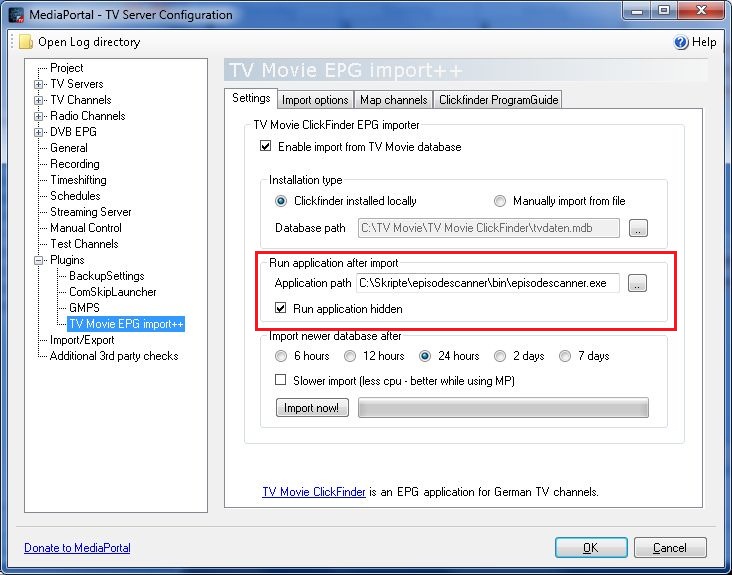 MediaPortal - TV Server Configuration
Open Log directory
Help
Project
TV Servers
TV Channels
Radio Channels
DVB EPG
General
Recording
Timeshifting
Schedules
Streaming Server
Manual Control
Test Channels
Plugins
BackupSettings
ComSkipLauncher
GMPS
TV Movie EPG import++
Import/Export
Additional 3rd party checks
TV Movie EPG import++
Settings Import options Map channels Clickfinder ProgramGuide
TV Movie ClickFinder EPG importer
Enable import from TV Movie database
Installation type
Clickfinder installed locally Manually import from file
Database path C:\TV Movie\TV Movie ClickFinder\tvdaten.mdb ..
Run application after import
Application path C:\Skripte\episodescanner\bin\episodescanner.exe ..
Run application hidden
Import newer database after
6 hours 12 hours 24 hours 2 days 7 days
Slower import (less cpu - better while using MP)
Import now!
TV Movie ClickFinder is an EPG application for German TV channels.
Donate to MediaPortal
OK Cancel